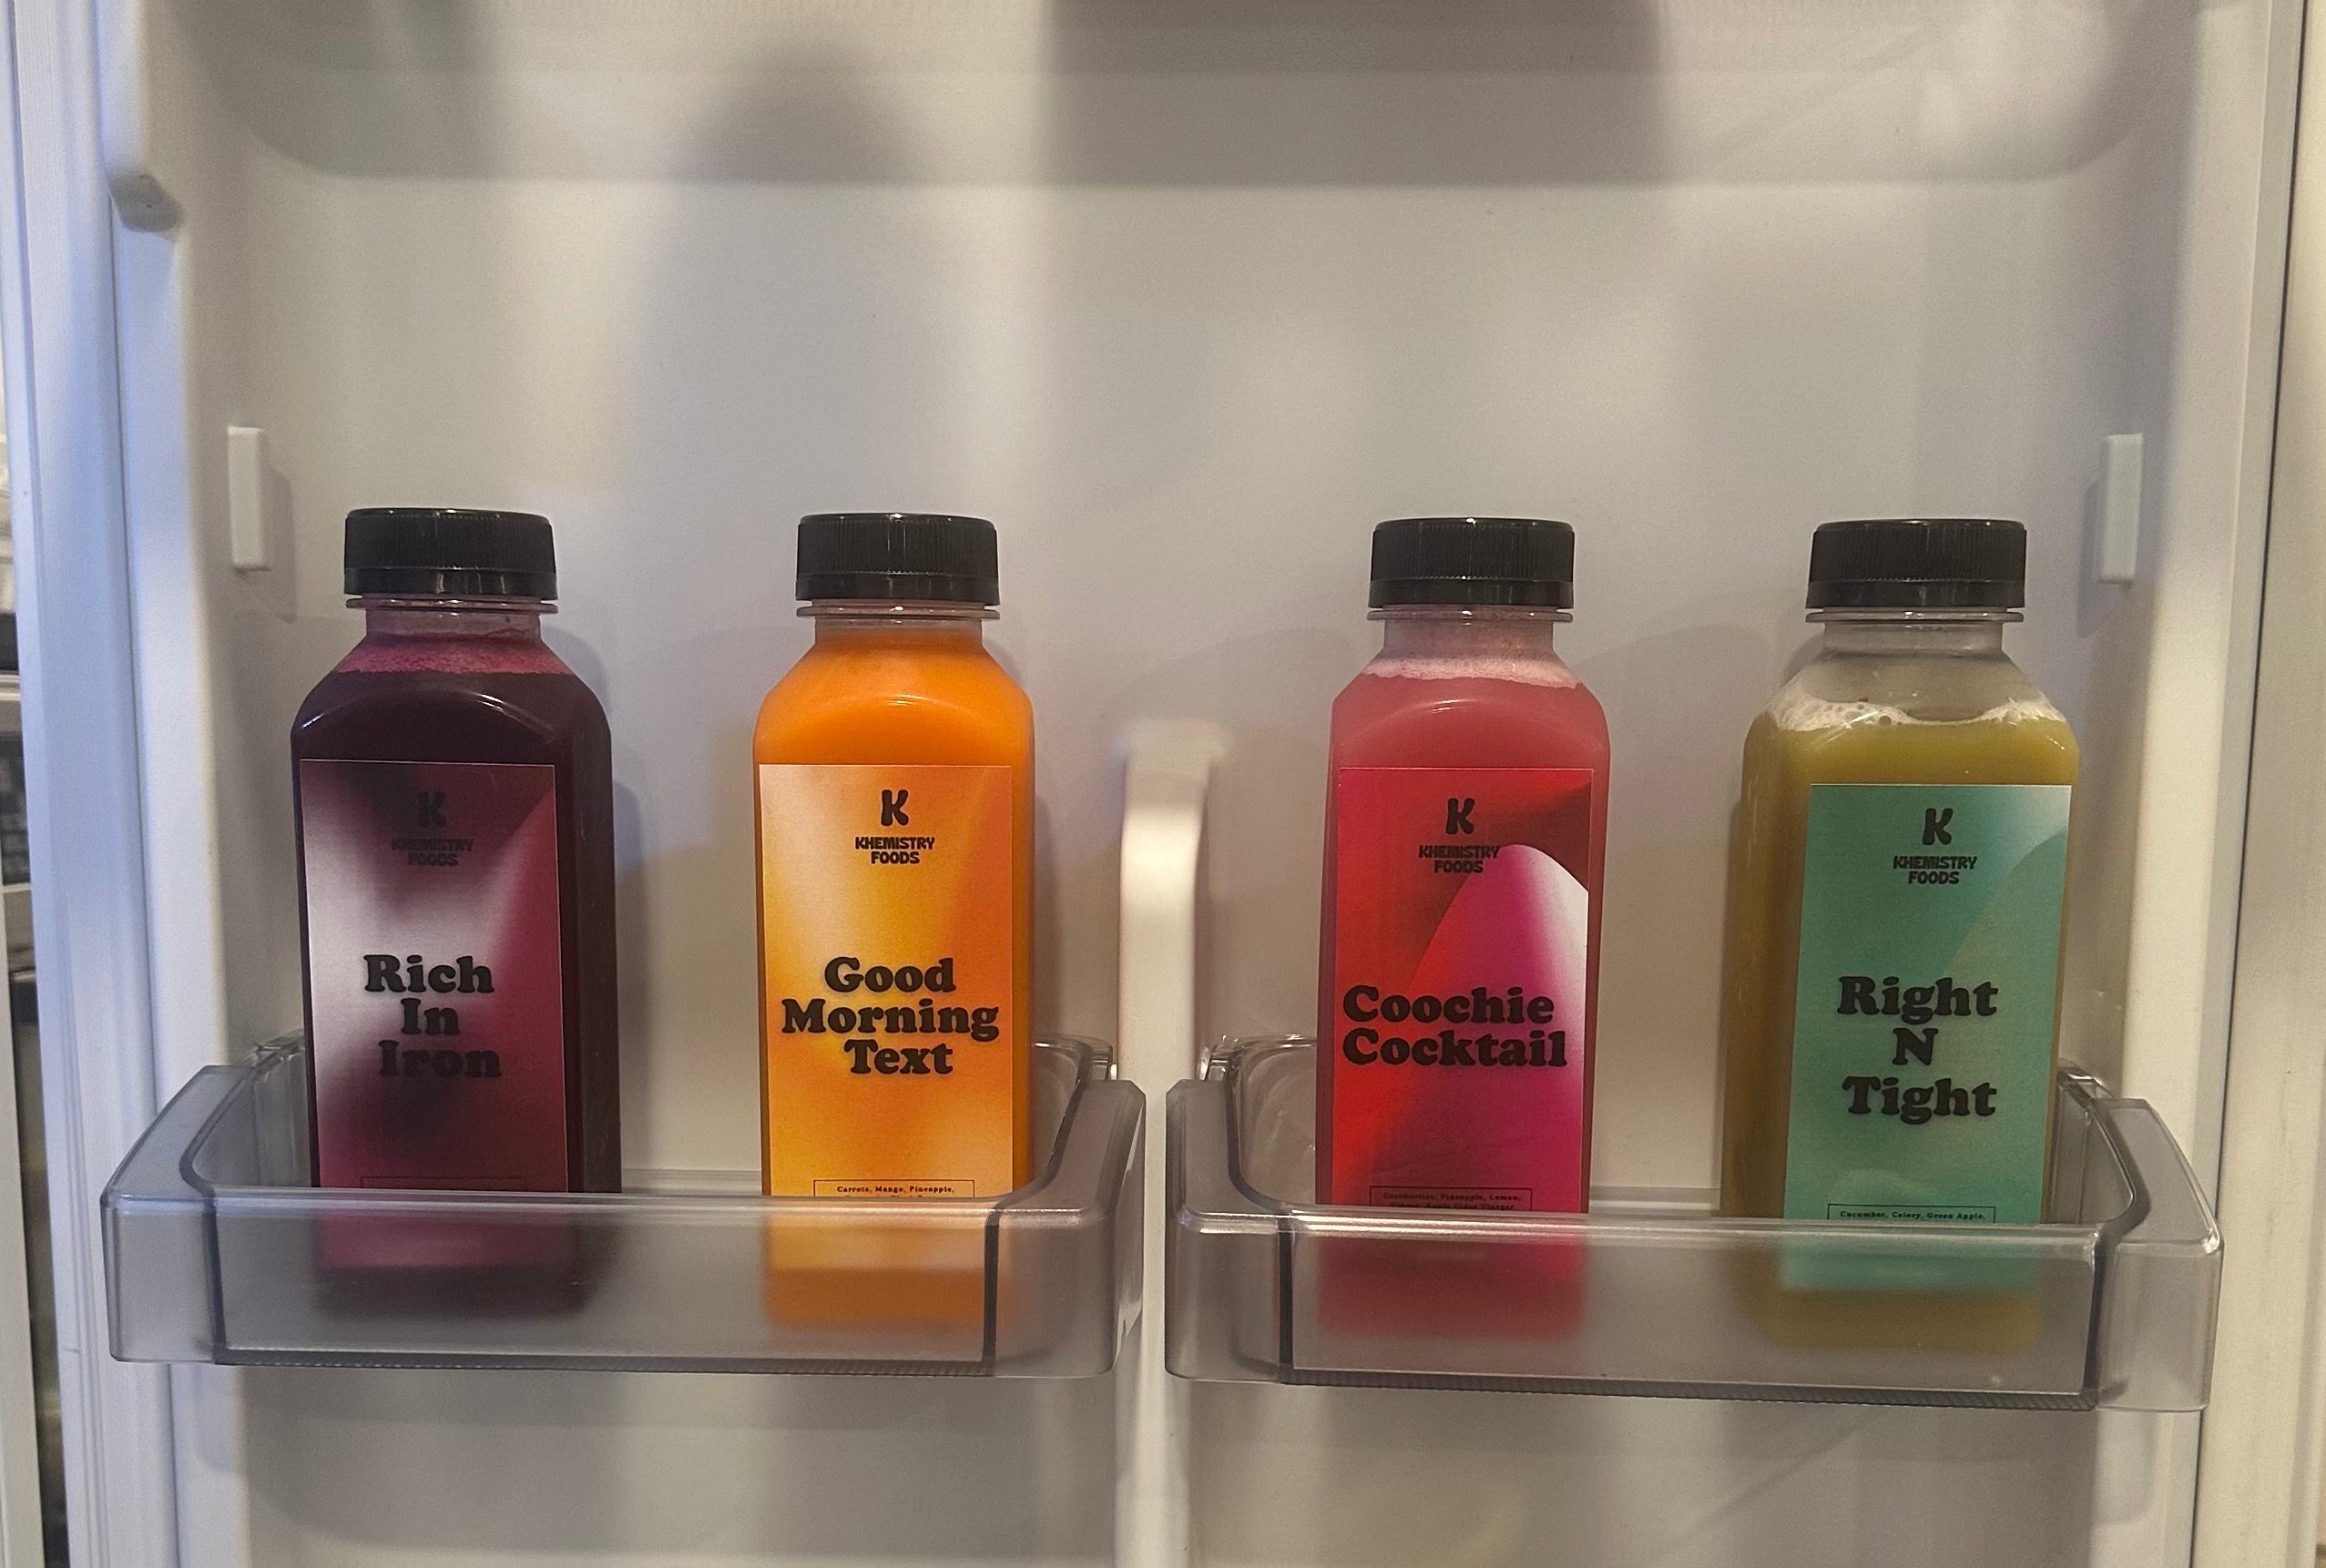 K
KHEMISTRY
FOODS
Rich
In
Iron
K
KHEMISTRY
FOODS
Good
Morning
Text
Carrots, Mango, Pineapple,
K
KHEMISTRY
FOODS
Coochie
Cocktail
Cranberries, Pineapple, Lemon,
K
KHEMISTRY
FOODS
Right
N
Tight
Cucumber, Celery, Green Apple,